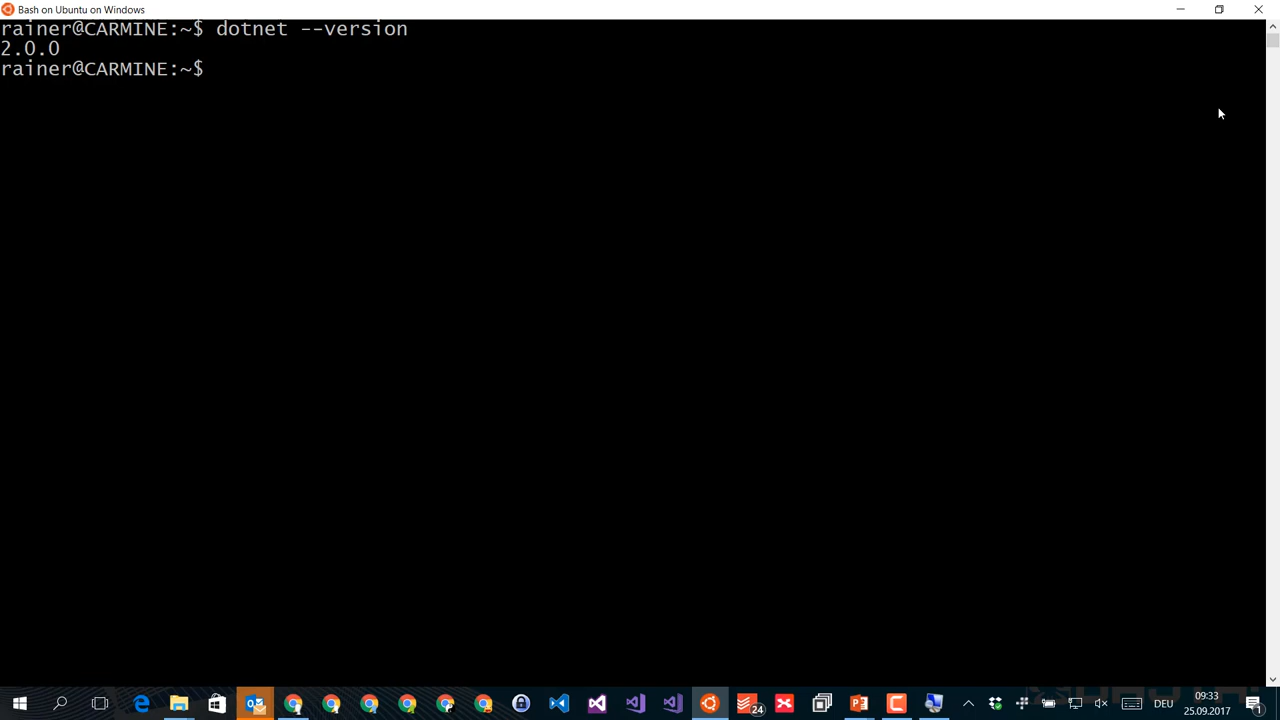 Bash on Ubuntu on Windows
rainer@CARMINE:~$ dotnet --version
2.0.0
rainer@CARMINE:~$
24
DEU
09:33
25.09.2017
1